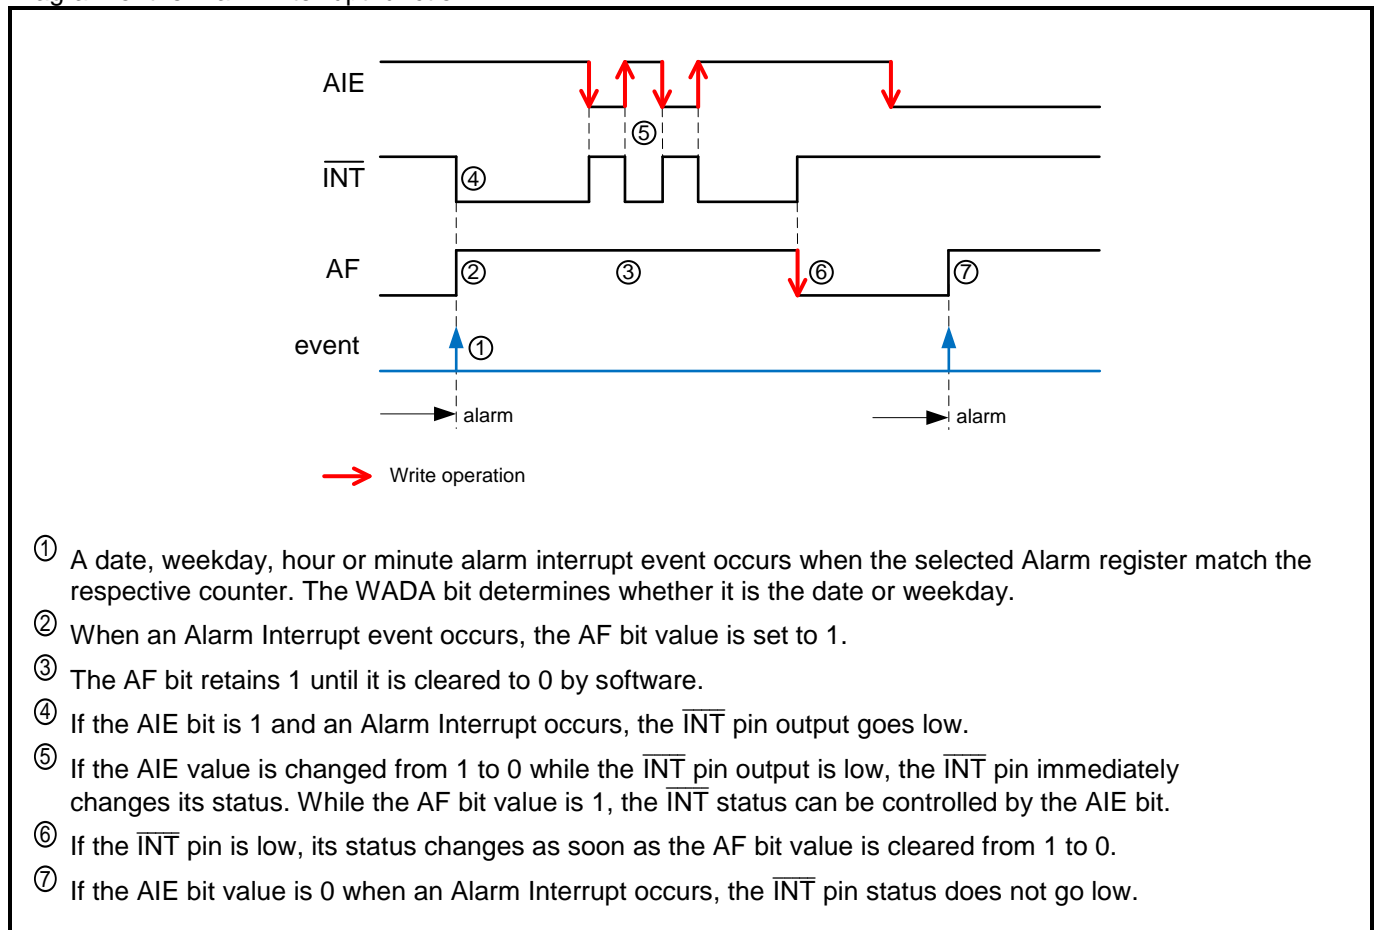 AIE
⑤
INT
④
AF
② ③ ⑥ ⑦
event
①
alarm alarm
Write operation
① A date, weekday, hour or minute alarm interrupt event occurs when the selected Alarm register match the
respective counter. The WADA bit determines whether it is the date or weekday.
② When an Alarm Interrupt event occurs, the AF bit value is set to 1.
③ The AF bit retains 1 until it is cleared to 0 by software.
④ If the AIE bit is 1 and an Alarm Interrupt occurs, the INT pin output goes low.
⑤ If the AIE value is changed from 1 to 0 while the INT pin output is low, the INT pin immediately
changes its status. While the AF bit value is 1, the INT status can be controlled by the AIE bit.
⑥ If the INT pin is low, its status changes as soon as the AF bit value is cleared from 1 to 0.
⑦ If the AIE bit value is 0 when an Alarm Interrupt occurs, the INT pin status does not go low.